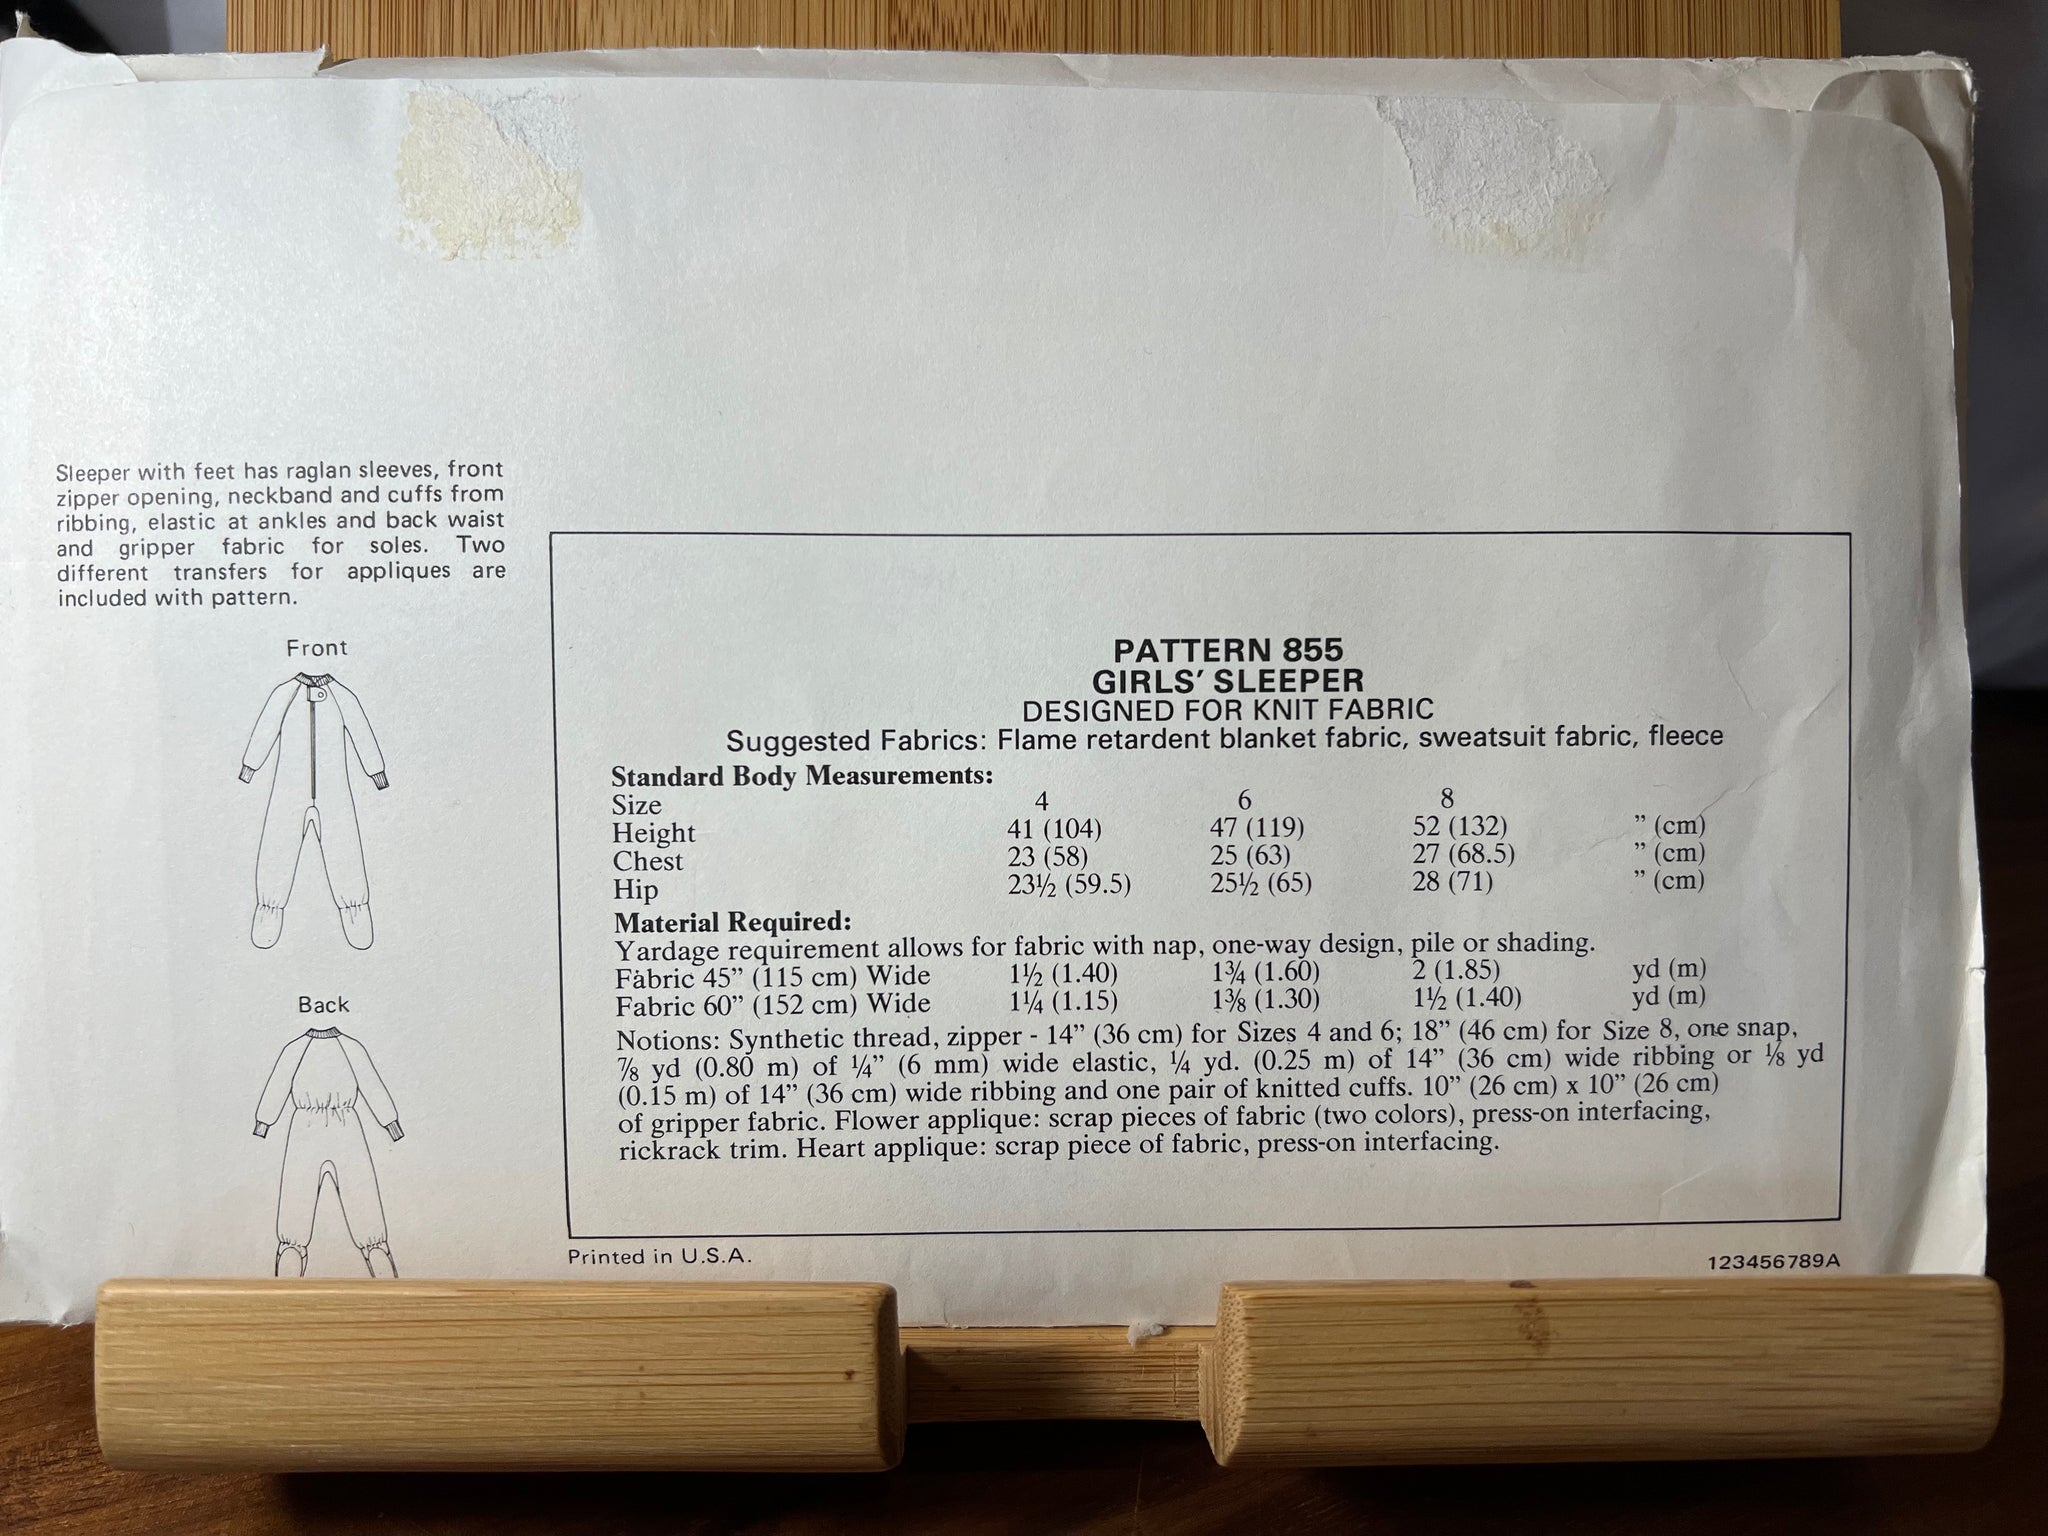 Sleeper with feet has raglan sleeves, front
zipper opening, neckband and cuffs from
ribbing, elastic at ankles and back waist
and gripper fabric for soles. Two
different transfers for appliques are
included with pattern.
Front
Back
PATTERN 855
GIRLS' SLEEPER
DESIGNED FOR KNIT FABRIC
Suggested Fabrics: Flame retardent blanket fabric, sweatsuit fabric, fleece
Standard Body Measurements:
Size 4 6 8
Height 41 (104) 47 (119) 52 (132) ” (cm)
Chest 23 (58) 25 (63) 27 (68.5) ” (cm)
Hip 23½ (59.5) 25½ (65) 28 (71) ” (cm)
Material Required:
Yardage requirement allows for fabric with nap, one-way design, pile or shading.
Fabric 45” (115 cm) Wide 1½ (1.40) 1¾ (1.60) 2 (1.85) yd (m)
Fabric 60” (152 cm) Wide 1¼ (1.15) 1⅜ (1.30) 1½ (1.40) yd (m)
Notions: Synthetic thread, zipper - 14” (36 cm) for Sizes 4 and 6; 18” (46 cm) for Size 8, one snap,
⅞ yd (0.80 m) of ¼” (6 mm) wide elastic, ¼ yd. (0.25 m) of 14” (36 cm) wide ribbing or ⅛ yd
(0.15 m) of 14” (36 cm) wide ribbing and one pair of knitted cuffs. 10” (26 cm) x 10” (26 cm)
of gripper fabric. Flower applique: scrap pieces of fabric (two colors), press-on interfacing,
rickrack trim. Heart applique: scrap piece of fabric, press-on interfacing.
Printed in U.S.A.
123456789A